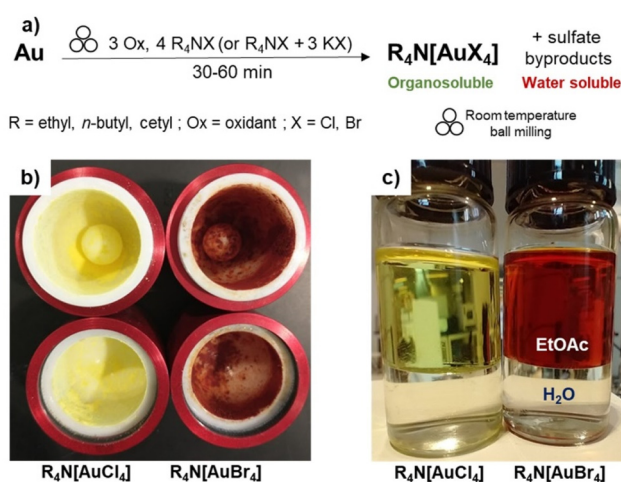 a)
Au 3 Ox, 4 R₄NX (or R₄NX + 3 KX) R₄N[AuX₄] + sulfate
30-60 min byproducts
Organosoluble Water soluble
R = ethyl, n-butyl, cetyl ; Ox = oxidant ; X = Cl, Br
Room temperature
ball milling
b)
R₄N[AuCl₄] R₄N[AuBr₄]
c)
EtOAc
H₂O
R₄N[AuCl₄] R₄N[AuBr₄]